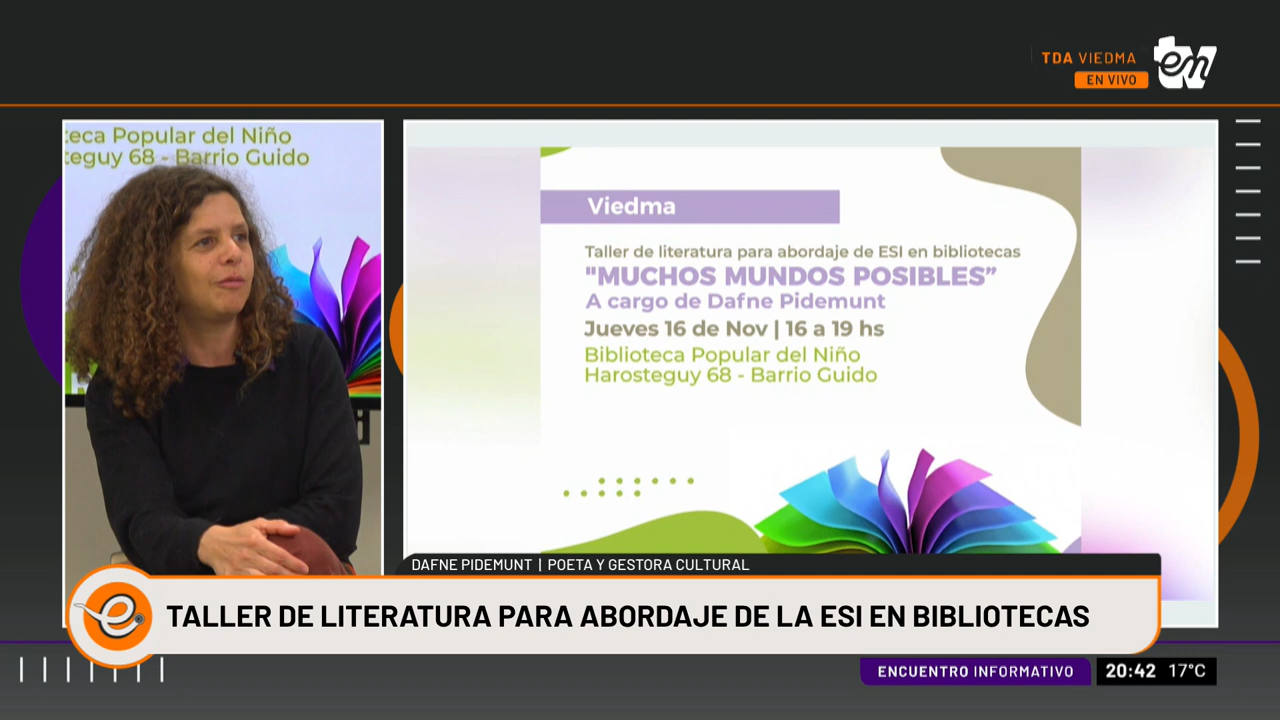 TDA VIEDMA
EN VIVO
tv
em
teca Popular del Niño
teguy 68 - Barrio Guido
Viedma
Taller de literatura para abordaje de ESI en bibliotecas
"MUCHOS MUNDOS POSIBLES”
A cargo de Dafne Pidemunt
Jueves 16 de Nov | 16 a 19 hs
Biblioteca Popular del Niño
Harosteguy 68 - Barrio Guido
DAFNE PIDEMUNT | POETA Y GESTORA CULTURAL
e
TALLER DE LITERATURA PARA ABORDAJE DE LA ESI EN BIBLIOTECAS
ENCUENTRO INFORMATIVO
20:42 17°C